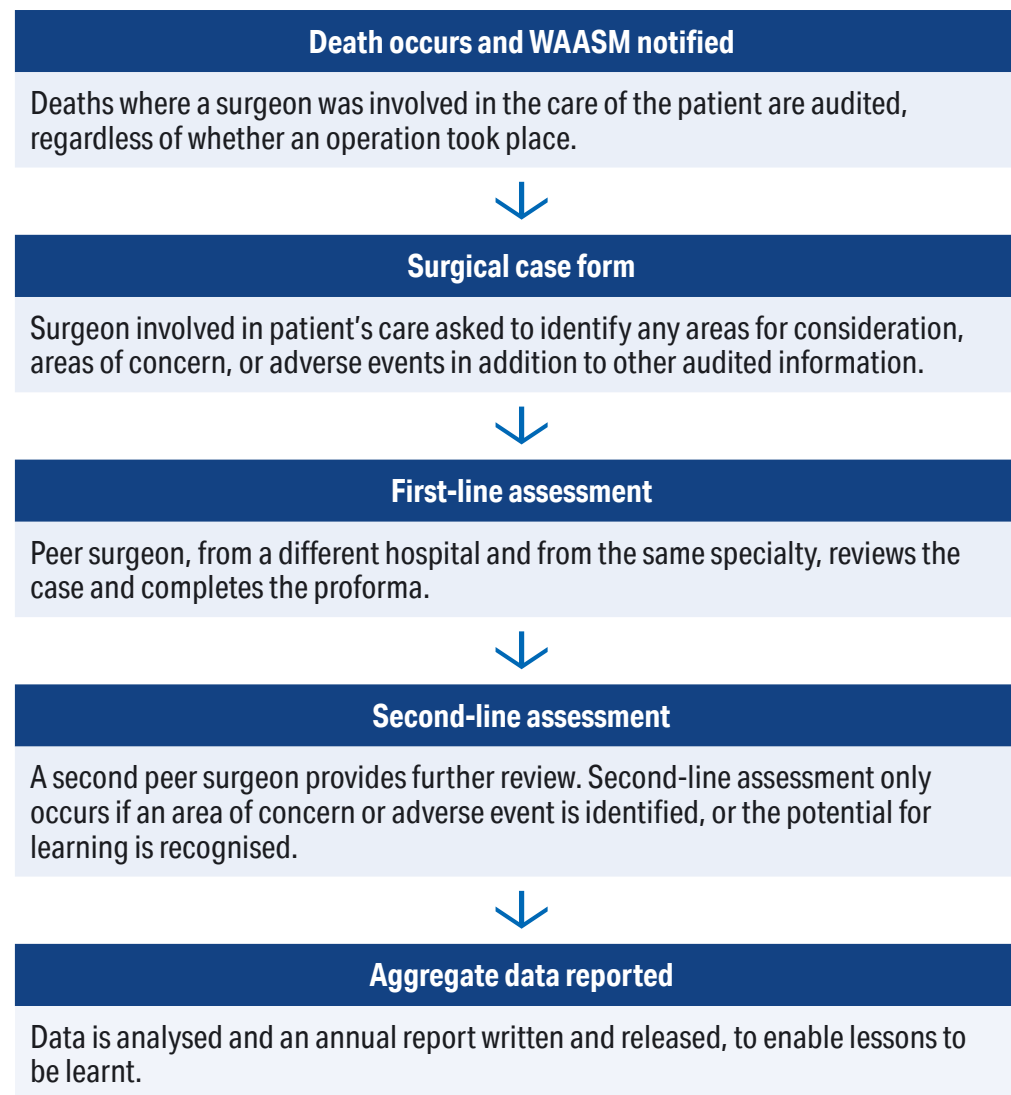 Death occurs and WAASM notified
Deaths where a surgeon was involved in the care of the patient are audited,
regardless of whether an operation took place.
Surgical case form
Surgeon involved in patient’s care asked to identify any areas for consideration,
areas of concern, or adverse events in addition to other audited information.
First-line assessment
Peer surgeon, from a different hospital and from the same specialty, reviews the
case and completes the proforma.
Second-line assessment
A second peer surgeon provides further review. Second-line assessment only
occurs if an area of concern or adverse event is identified, or the potential for
learning is recognised.
Aggregate data reported
Data is analysed and an annual report written and released, to enable lessons to
be learnt.